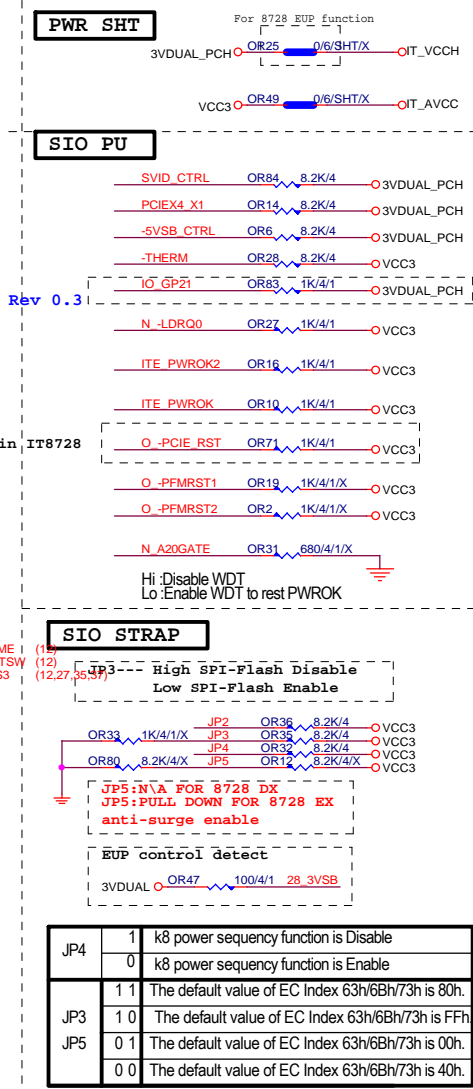 PWR SHT
For 8728 EUP function
3VDUAL_PCH OR25 0/6/SHT/X IT_VCCH
VCC3 OR49 0/6/SHT/X IT_AVCC
SIO PU
SVID_CTRL OR84 8.2K/4 3VDUAL_PCH
PCIEX4_X1 OR14 8.2K/4 3VDUAL_PCH
-5VSB_CTRL OR6 8.2K/4 3VDUAL_PCH
-THERM OR28 8.2K/4 VCC3
IO_GP21 OR83 1K/4/1 3VDUAL_PCH
Rev 0.3
N_-LDRQ0 OR27 1K/4/1 VCC3
ITE_PWROK2 OR16 1K/4/1 VCC3
ITE_PWROK OR10 1K/4/1 VCC3
in IT8728
O_-PCIE_RST OR71 1K/4/1 VCC3
O_-PFMRST1 OR19 1K/4/1/X VCC3
O_-PFMRST2 OR2 1K/4/1/X VCC3
N_A20GATE OR31 680/4/1/X
Hi :Disable WDT
Lo :Enable WDT to rest PWROK
SIO STRAP
ME (12)
TSW (12)
S3 (12,27,35,37)
JP3--- High SPI-Flash Disable
Low SPI-Flash Enable
JP2 OR36 8.2K/4 VCC3
OR33 1K/4/1/X JP3 OR35 8.2K/4 VCC3
JP4 OR32 8.2K/4 VCC3
OR80 8.2K/4/X JP5 OR12 8.2K/4/X VCC3
JP5:N\A FOR 8728 DX
JP5:PULL DOWN FOR 8728 EX
anti-surge enable
EUP control detect
3VDUAL OR47 100/4/1 28_3VSB
JP4 1 k8 power sequency function is Disable
0 k8 power sequency function is Enable
JP3 JP5 1 1 The default value of EC Index 63h/6Bh/73h is 80h.
1 0 The default value of EC Index 63h/6Bh/73h is FFh.
0 1 The default value of EC Index 63h/6Bh/73h is 00h.
0 0 The default value of EC Index 63h/6Bh/73h is 40h.